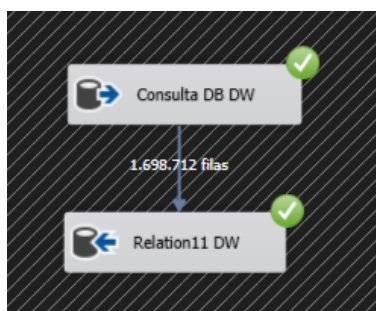 Consulta DB DW
1.698.712 filas
Relation11 DW